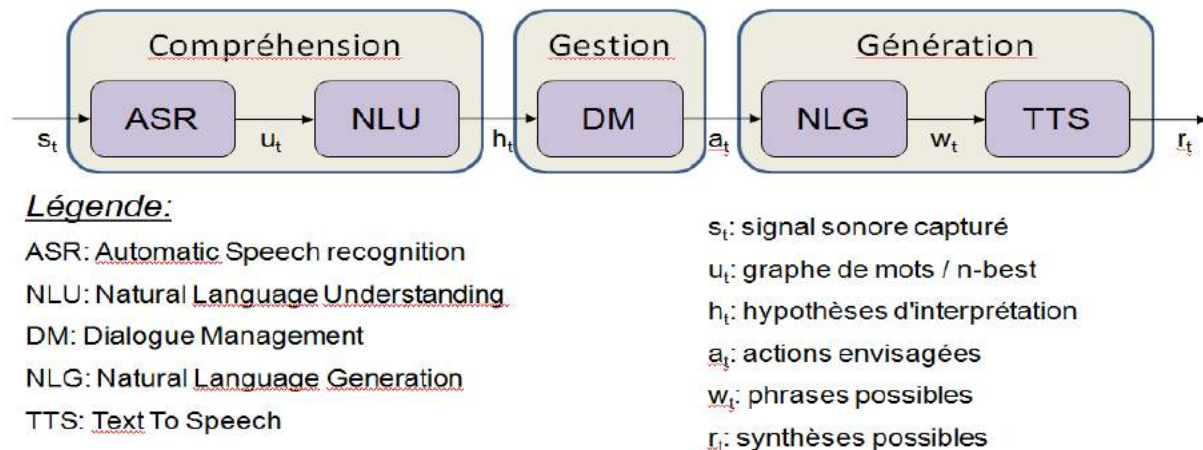 Compréhension
Gestion
Génération
ASR
NLU
DM
NLG
TTS
sₜ
uₜ
hₜ
aₜ
wₜ
rₜ
Légende:
ASR: Automatic Speech recognition
NLU: Natural Language Understanding
DM: Dialogue Management
NLG: Natural Language Generation
TTS: Text To Speech
sₜ: signal sonore capturé
uₜ: graphe de mots / n-best
hₜ: hypothèses d'interprétation
aₜ: actions envisagées
wₜ: phrases possibles
rₜ: synthèses possibles